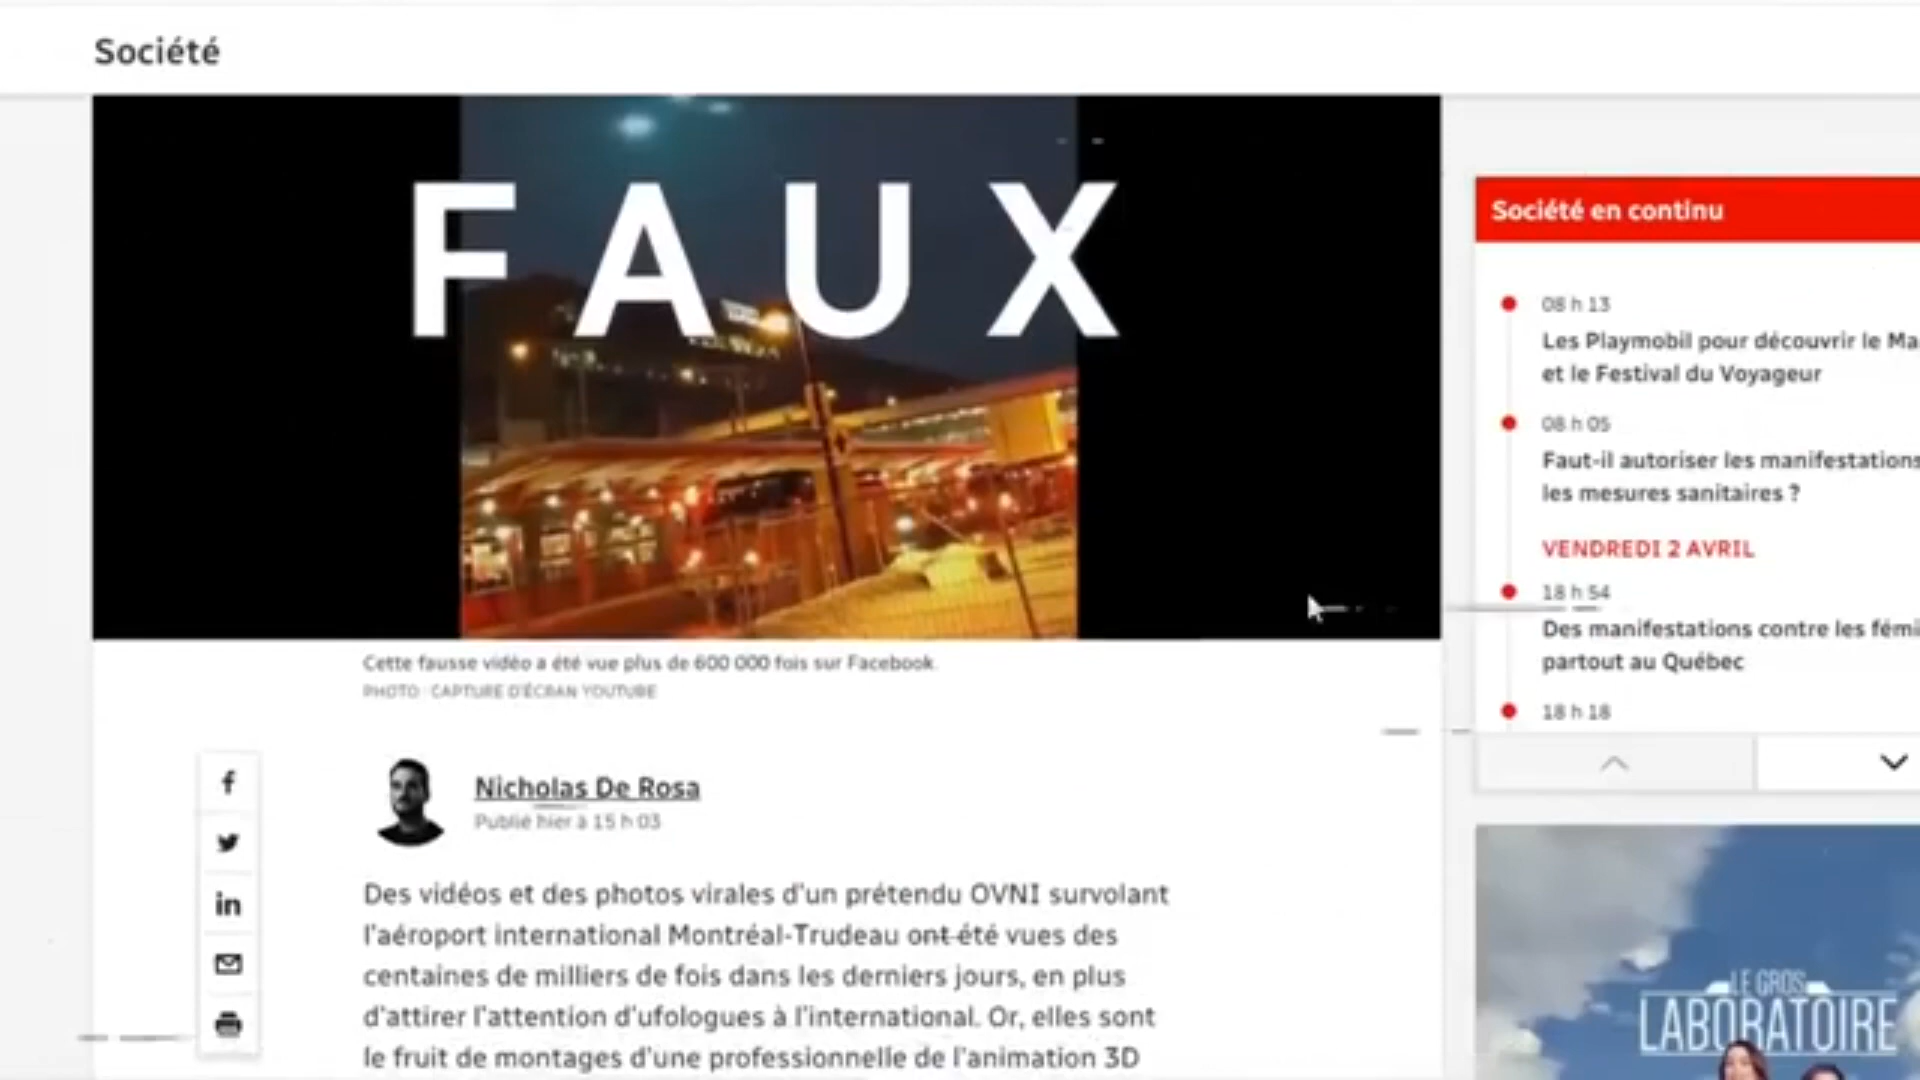 Société
FAUX
Cette fausse vidéo a été vue plus de 600 000 fois sur Facebook.
PHOTO : CAPTURE D'ÉCRAN YOUTUBE
Nicholas De Rosa
Publié hier à 15 h 03
Des vidéos et des photos virales d'un prétendu OVNI survolant
l'aéroport international Montréal-Trudeau ont été vues des
centaines de milliers de fois dans les derniers jours, en plus
d'attirer l'attention d'ufologues à l'international. Or, elles sont
le fruit de montages d'une professionnelle de l'animation 3D
Société en continu
08 h 13
Les Playmobil pour découvrir le Ma
et le Festival du Voyageur
08 h 05
Faut-il autoriser les manifestations
les mesures sanitaires ?
VENDREDI 2 AVRIL
18 h 54
Des manifestations contre les fémi
partout au Québec
18 h 18
LE GROS
LABORATOIRE